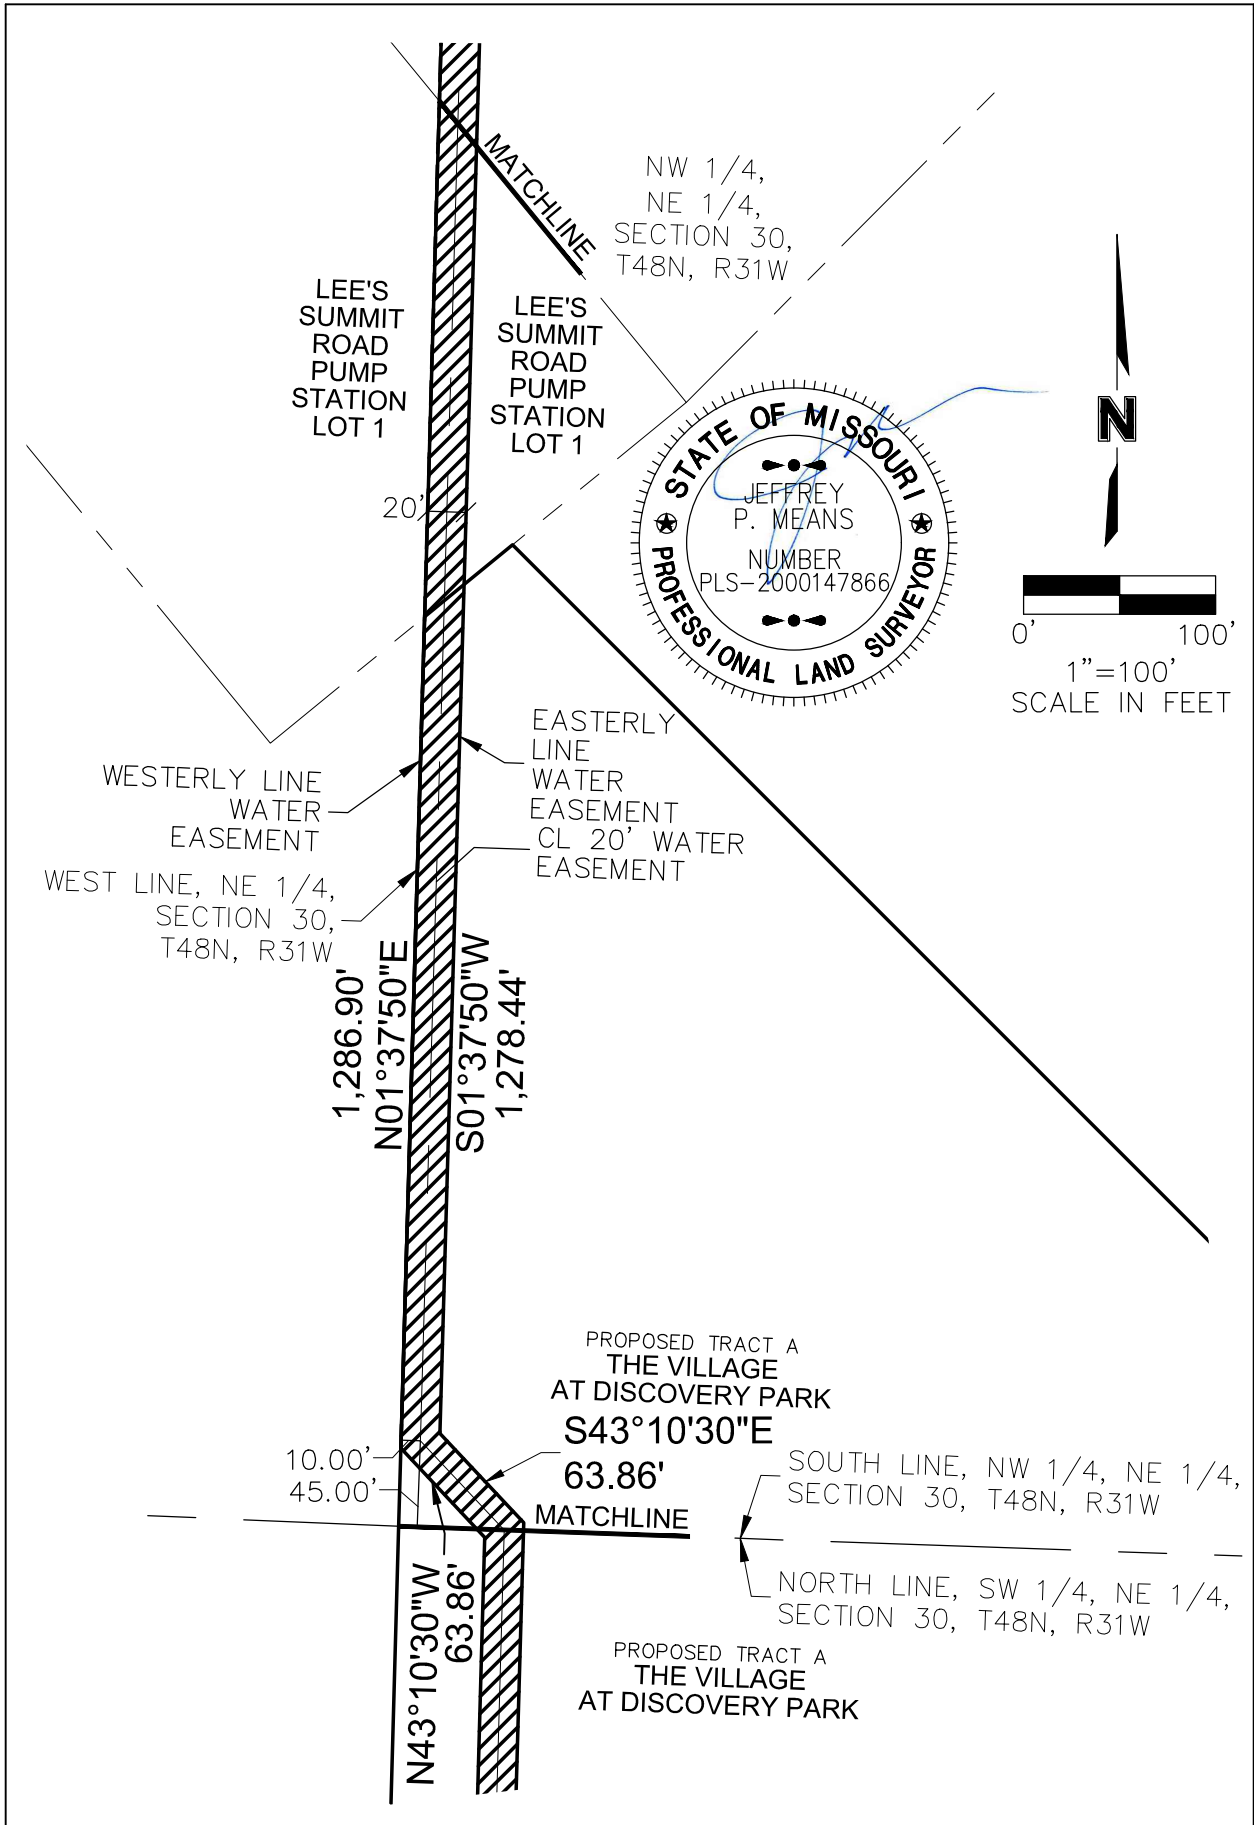 MATCHLINE
NW 1/4,
NE 1/4,
SECTION 30,
T48N, R31W
LEE'S
SUMMIT
ROAD
PUMP
STATION
LOT 1
LEE'S
SUMMIT
ROAD
PUMP
STATION
LOT 1
20'
STATE OF MISSOURI
JEFFREY
P. MEANS
NUMBER
PLS-2000147866
PROFESSIONAL LAND SURVEYOR
N
0' 100'
1"=100'
SCALE IN FEET
EASTERLY
LINE
WATER
EASEMENT
WESTERLY LINE
WATER
EASEMENT
CL 20' WATER
EASEMENT
WEST LINE, NE 1/4,
SECTION 30,
T48N, R31W
1,286.90'
N01°37'50"E
S01°37'50"W
1,278.44'
PROPOSED TRACT A
THE VILLAGE
AT DISCOVERY PARK
S43°10'30"E
63.86'
10.00'
45.00'
MATCHLINE
SOUTH LINE, NW 1/4, NE 1/4,
SECTION 30, T48N, R31W
N43°10'30"W
63.86'
NORTH LINE, SW 1/4, NE 1/4,
SECTION 30, T48N, R31W
PROPOSED TRACT A
THE VILLAGE
AT DISCOVERY PARK